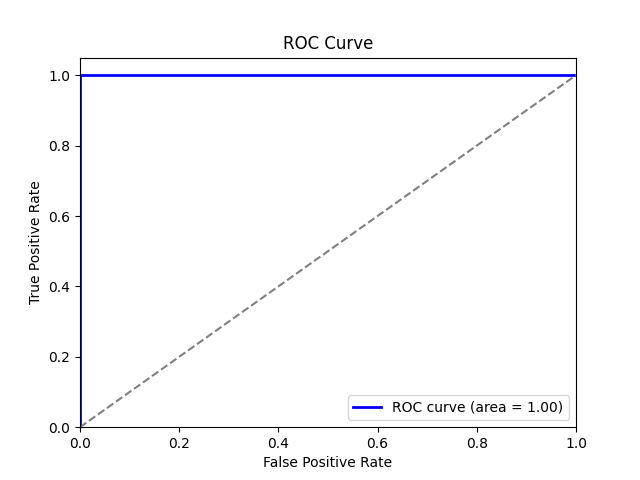 ROC Curve
True Positive Rate
1.0
0.8
0.6
0.4
0.2
0.0
ROC curve (area = 1.00)
0.0 0.2 0.4 0.6 0.8 1.0
False Positive Rate